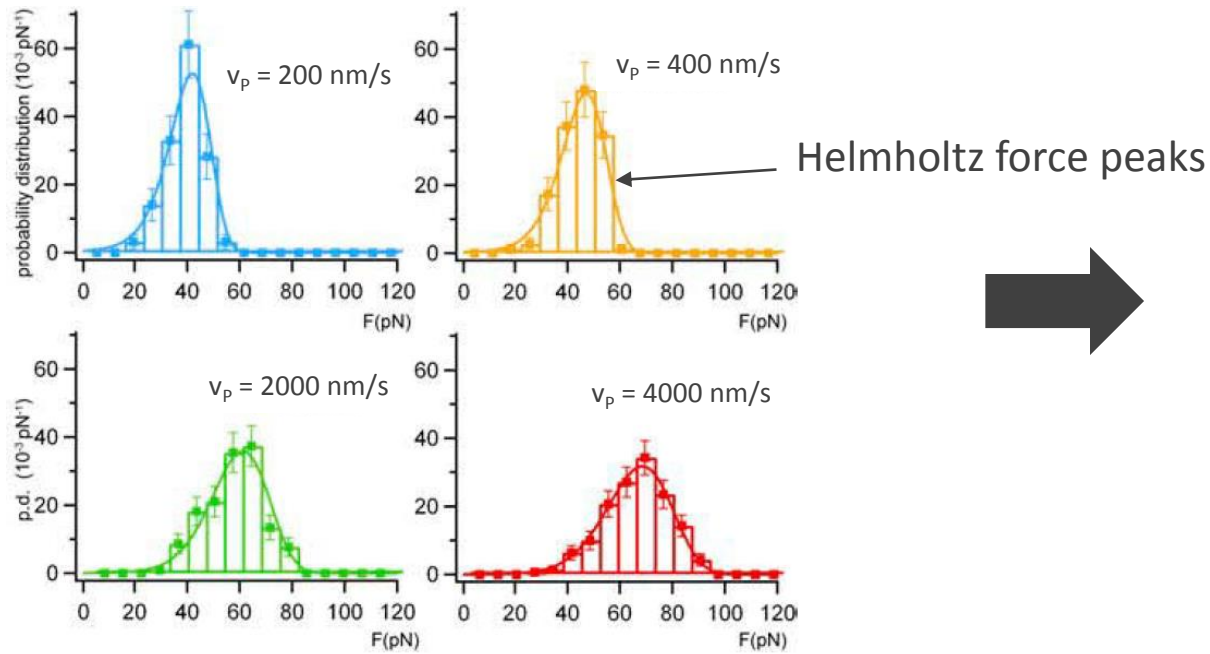 probability distribution (10⁻³ pN⁻¹)
60
40
20
0
v_P = 200 nm/s
0 20 40 60 80 100 120
F(pN)
60
40
20
0
v_P = 400 nm/s
0 20 40 60 80 100 120
F(pN)
Helmholtz force peaks
p.d. (10⁻³ pN⁻¹)
60
40
20
0
v_P = 2000 nm/s
0 20 40 60 80 100 120
F(pN)
60
40
20
0
v_P = 4000 nm/s
0 20 40 60 80 100 120
F(pN)